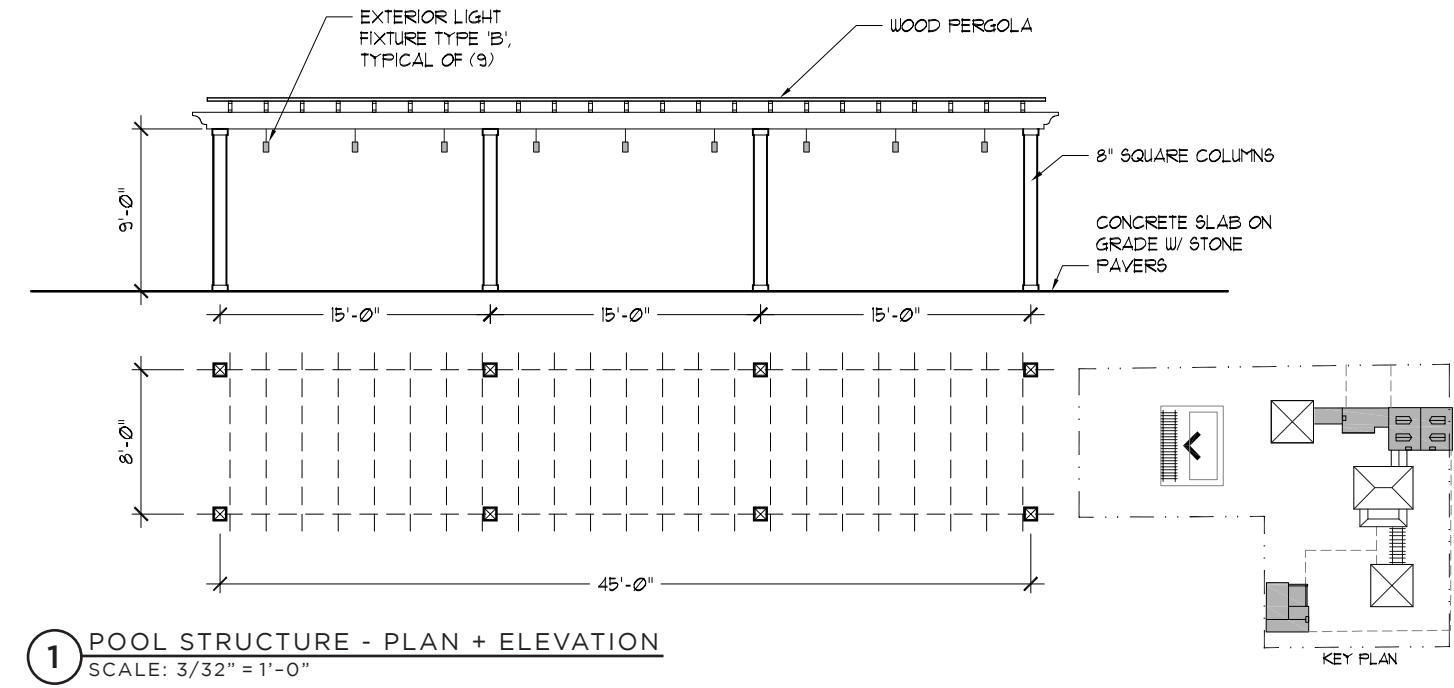 EXTERIOR LIGHT
FIXTURE TYPE 'B',
TYPICAL OF (9)
WOOD PERGOLA
8" SQUARE COLUMNS
9'-0"
CONCRETE SLAB ON
GRADE W/ STONE
PAVERS
15'-0"
15'-0"
15'-0"
8'-0"
45'-0"
KEY PLAN
1
POOL STRUCTURE - PLAN + ELEVATION
SCALE: 3/32” = 1’-0”